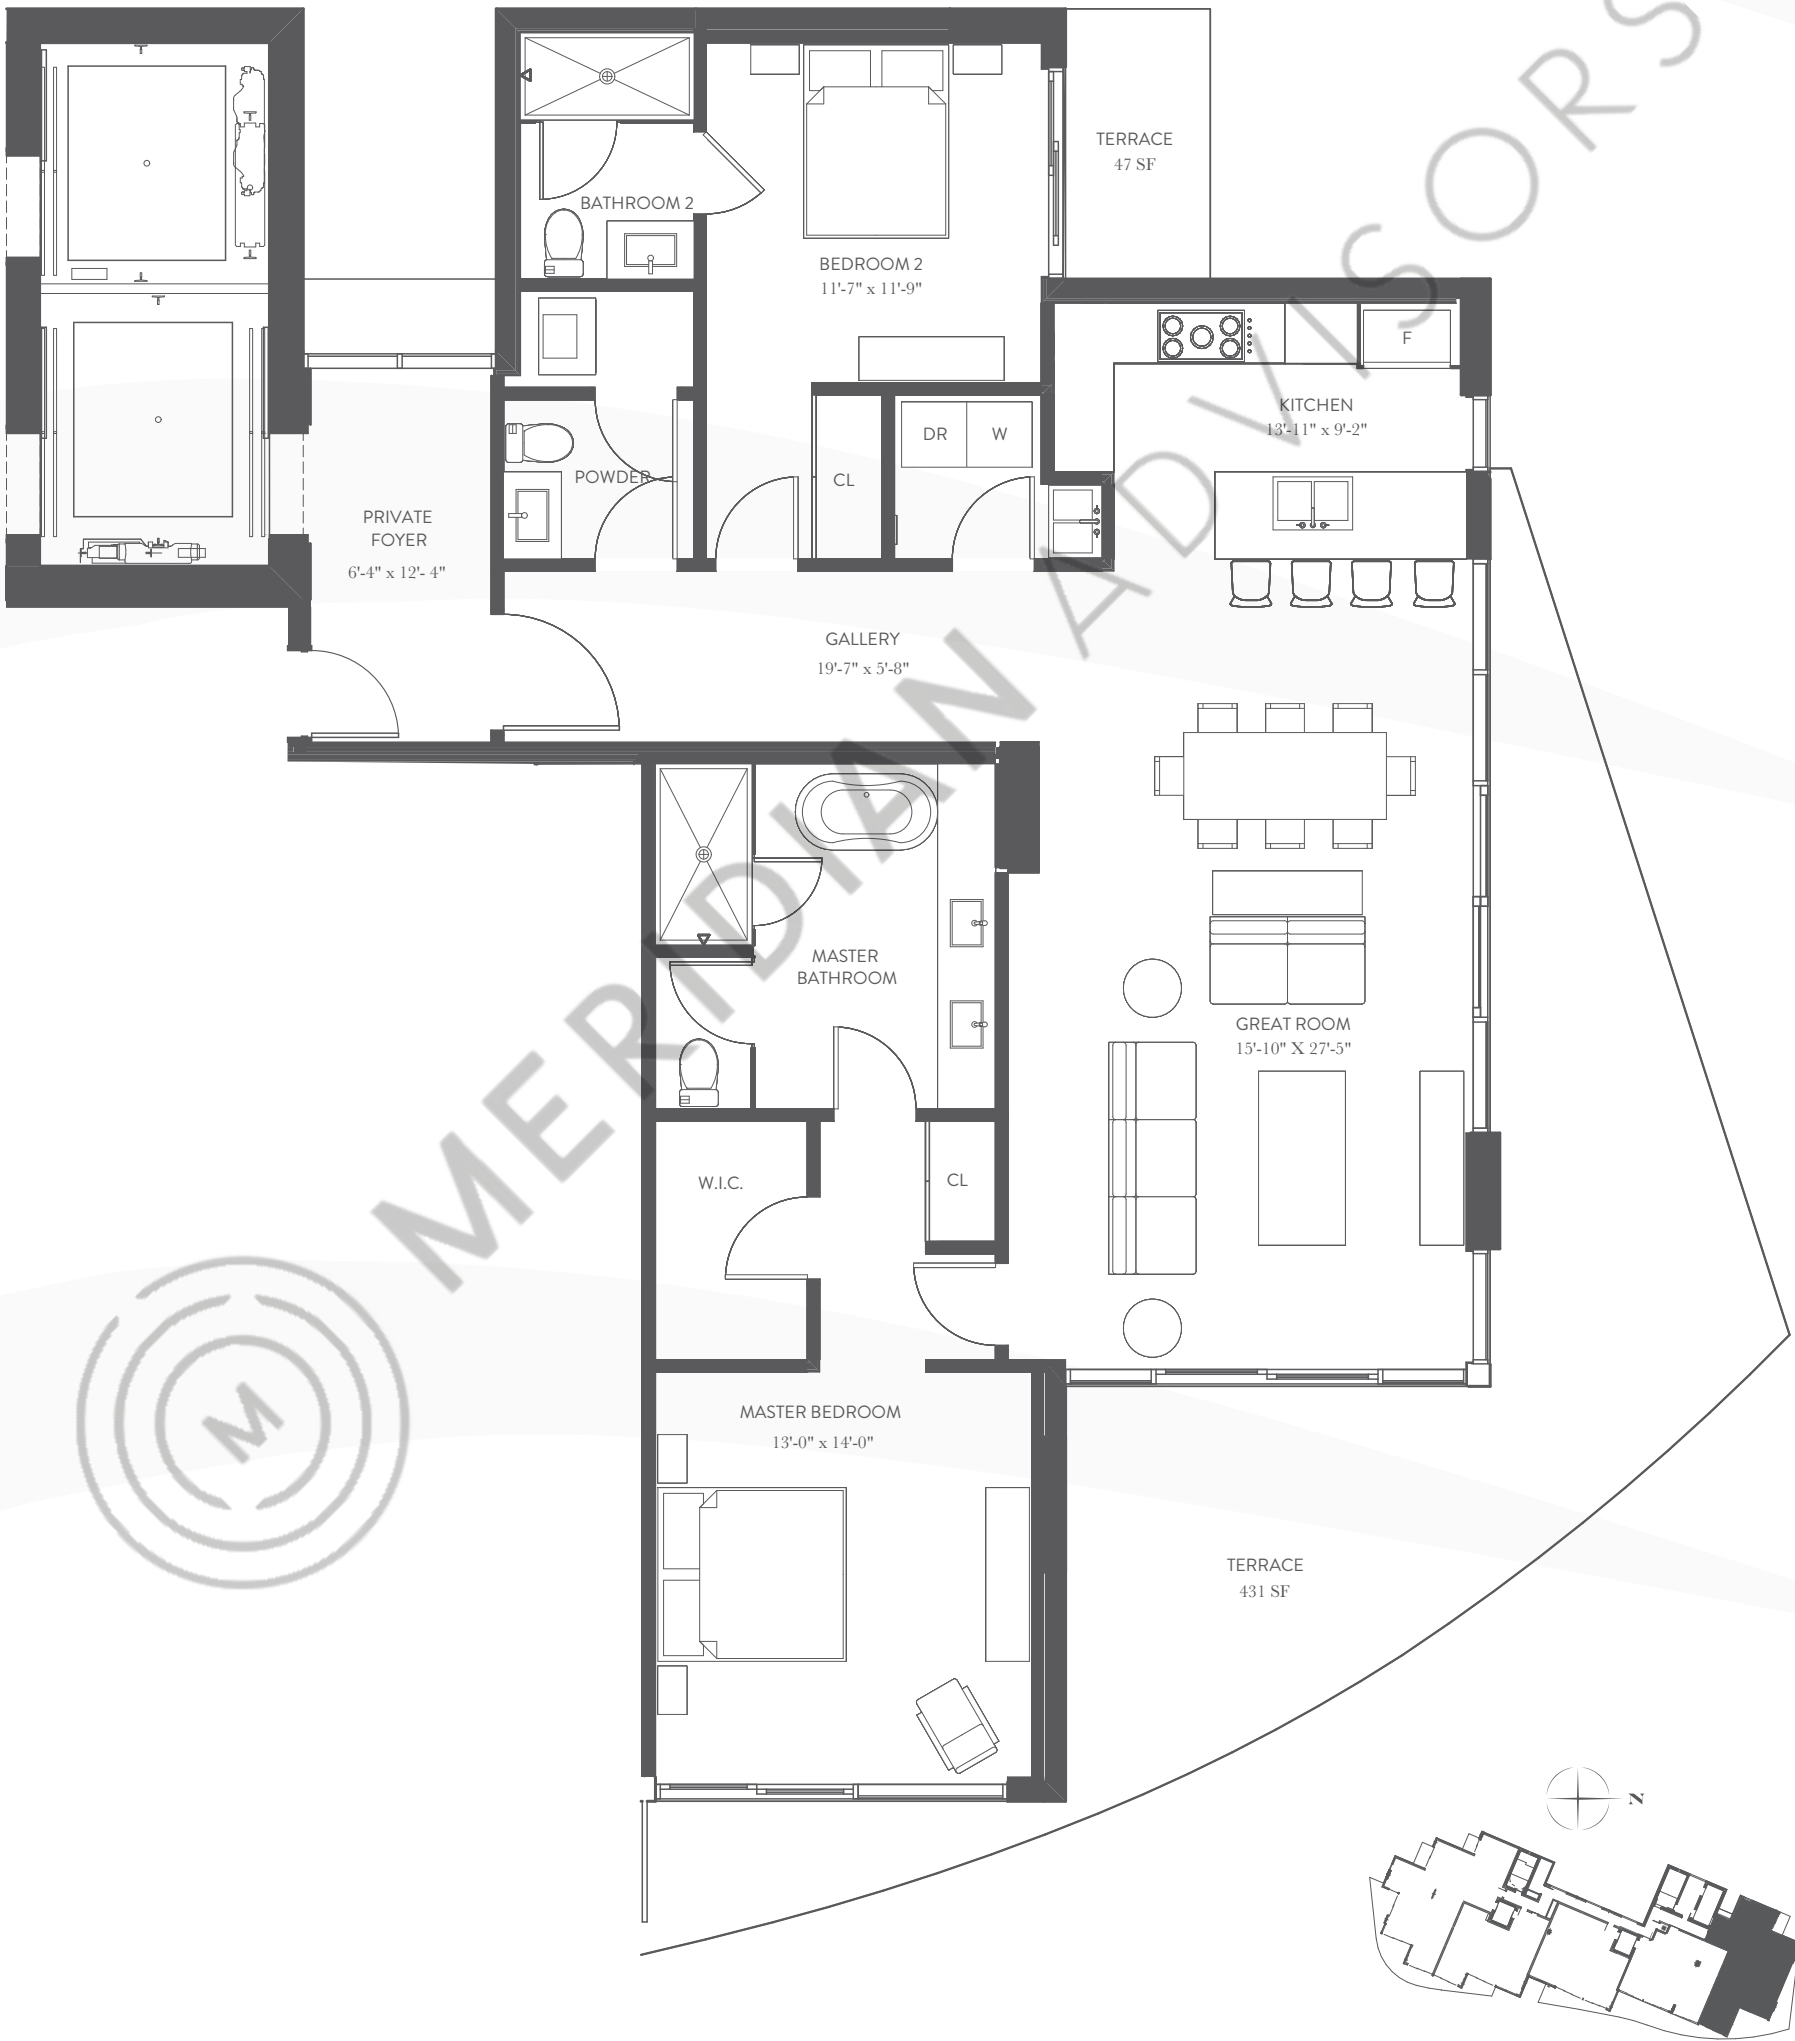 TERRACE
47 SF
BATHROOM 2
BEDROOM 2
11'-7" x 11'-9"
F
KITCHEN
13'-11" x 9'-2"
DR
W
CL
POWDER
PRIVATE
FOYER
6'-4" x 12'- 4"
GALLERY
19'-7" x 5'-8"
MASTER
BATHROOM
GREAT ROOM
15'-10" X 27'-5"
W.I.C.
CL
MASTER BEDROOM
13'-0" x 14'-0"
TERRACE
431 SF
N
M
MERIDIAN ADVISORS